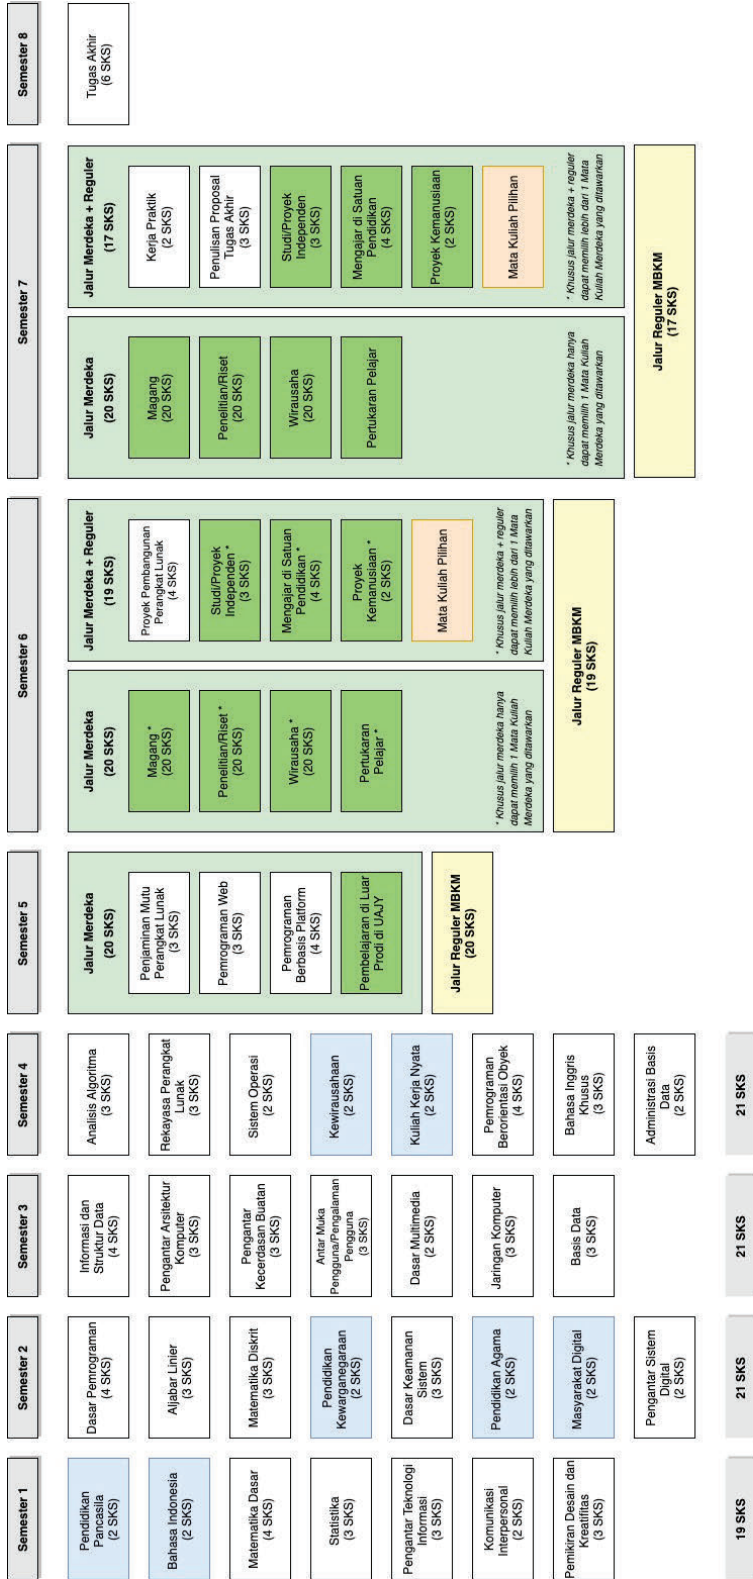 Semester 1
Pendidikan
Pancasila
(2 SKS)
Bahasa Indonesia
(2 SKS)
Matematika Dasar
(4 SKS)
Statistika
(3 SKS)
Pengantar Teknologi
Informasi
(3 SKS)
Komunikasi
Interpersonal
(2 SKS)
Pemikiran Desain dan
Kreatifitas
(3 SKS)
19 SKS
Semester 2
Dasar Pemrograman
(4 SKS)
Aljabar Linier
(3 SKS)
Matematika Diskrit
(3 SKS)
Pendidikan
Kewarganegaraan
(2 SKS)
Dasar Keamanan
Sistem
(3 SKS)
Pendidikan Agama
(2 SKS)
Masyarakat Digital
(2 SKS)
Pengantar Sistem
Digital
(2 SKS)
21 SKS
Semester 3
Informasi dan
Struktur Data
(4 SKS)
Pengantar Arsitektur
Komputer
(3 SKS)
Pengantar
Kecerdasan Buatan
(3 SKS)
Antar Muka
Pengguna/Pengalaman
Pengguna
(3 SKS)
Dasar Multimedia
(2 SKS)
Jaringan Komputer
(3 SKS)
Basis Data
(3 SKS)
21 SKS
Semester 4
Analisis Algoritma
(3 SKS)
Rekayasa Perangkat
Lunak
(3 SKS)
Sistem Operasi
(2 SKS)
Kewirausahaan
(2 SKS)
Kuliah Kerja Nyata
(2 SKS)
Pemrograman
Berorientasi Obyek
(4 SKS)
Bahasa Inggris
Khusus
(3 SKS)
Administrasi Basis
Data
(2 SKS)
21 SKS
Semester 5
Jalur Merdeka
(20 SKS)
Penjaminan Mutu
Perangkat Lunak
(3 SKS)
Pemrograman Web
(3 SKS)
Pemrograman
Berbasis Platform
(4 SKS)
Pembelajaran di Luar
Prodi di UAJY
Jalur Reguler MBKM
(20 SKS)
Semester 6
Jalur Merdeka
(20 SKS)
Magang *
(20 SKS)
Penelitian/Riset *
(20 SKS)
Wirausaha *
(20 SKS)
Pertukaran
Pelajar *
* Khusus jalur merdeka hanya
dapat memilih 1 Mata Kuliah
Merdeka yang ditawarkan
Jalur Merdeka + Reguler
(19 SKS)
Proyek Pembangunan
Perangkat Lunak
(4 SKS)
Studi/Proyek
Independen *
(3 SKS)
Mengajar di Satuan
Pendidikan *
(4 SKS)
Proyek
Kemanusiaan *
(2 SKS)
Mata Kuliah Pilihan
* Khusus jalur merdeka + reguler
dapat memilih lebih dari 1 Mata
Kuliah Merdeka yang ditawarkan
Jalur Reguler MBKM
(19 SKS)
Semester 7
Jalur Merdeka
(20 SKS)
Magang
(20 SKS)
Penelitian/Riset
(20 SKS)
Wirausaha
(20 SKS)
Pertukaran Pelajar
* Khusus jalur merdeka hanya
dapat memilih 1 Mata Kuliah
Merdeka yang ditawarkan
Jalur Merdeka + Reguler
(17 SKS)
Kerja Praktik
(2 SKS)
Penulisan Proposal
Tugas Akhir
(3 SKS)
Studi/Proyek
Independen
(3 SKS)
Mengajar di Satuan
Pendidikan
(4 SKS)
Proyek Kemanusiaan
(2 SKS)
Mata Kuliah Pilihan
* Khusus jalur merdeka + reguler
dapat memilih lebih dari 1 Mata
Kuliah Merdeka yang ditawarkan
Jalur Reguler MBKM
(17 SKS)
Semester 8
Tugas Akhir
(6 SKS)